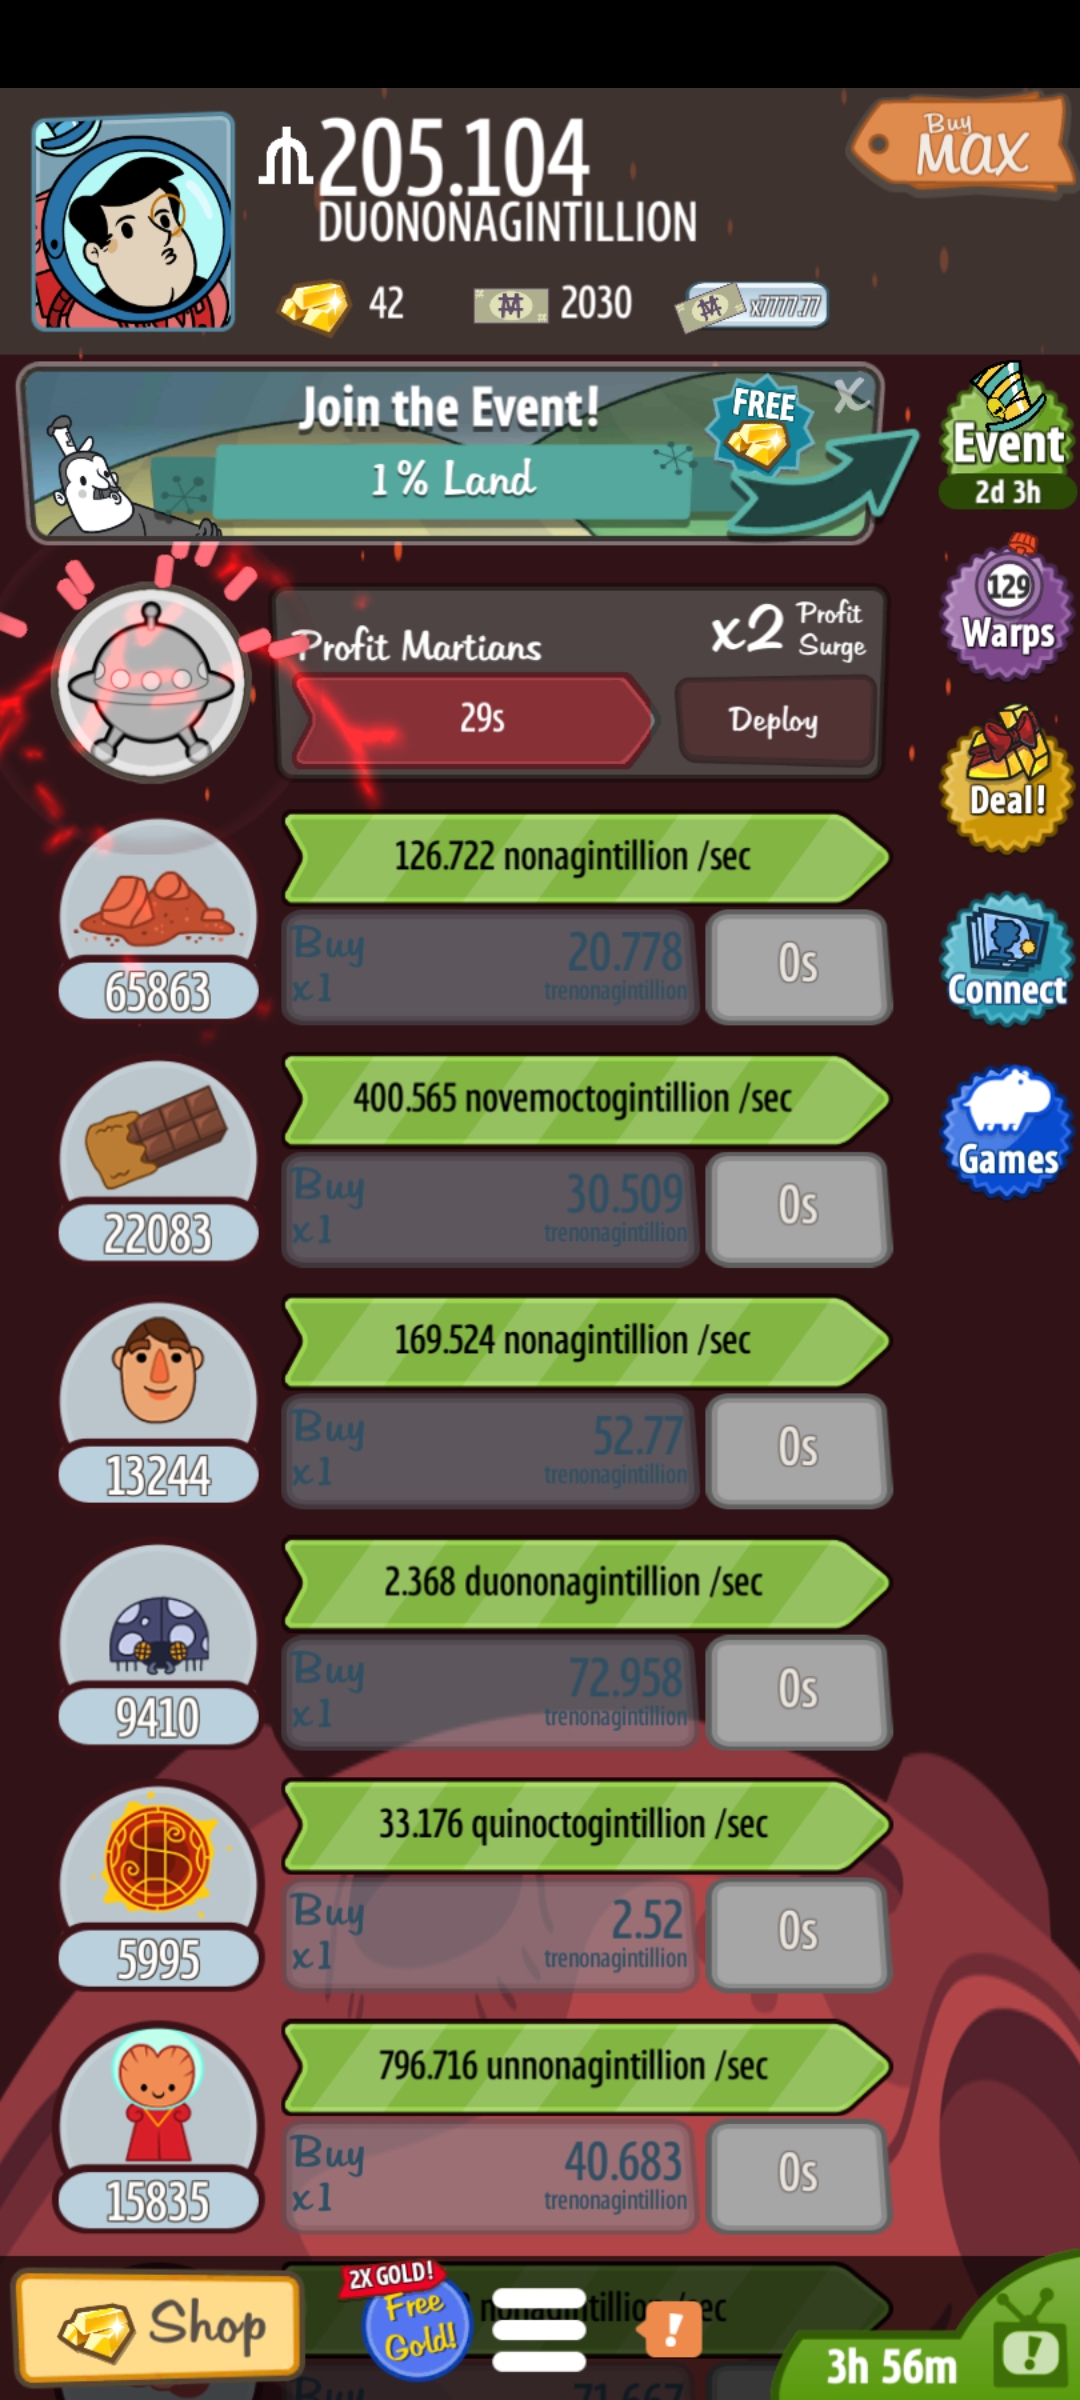 205.104
DUONONAGINTILLION
Buy
MAX
42
2030
x7777.77
Join the Event!
1% Land
FREE
X
Event
2d 3h
129
Warps
Profit Martians
x2 Profit Surge
29s
Deploy
Deal!
126.722 nonagintillion /sec
65863
Buy
x1
20.778
trenonagintillion
0s
Connect
400.565 novemoctogintillion /sec
22083
Buy
x1
30.509
trenonagintillion
0s
Games
169.524 nonagintillion /sec
13244
Buy
x1
52.77
trenonagintillion
0s
2.368 duononagintillion /sec
9410
Buy
x1
72.958
trenonagintillion
0s
33.176 quinoctogintillion /sec
5995
Buy
x1
2.52
trenonagintillion
0s
796.716 unnonagintillion /sec
15835
Buy
x1
40.683
trenonagintillion
0s
Shop
2X GOLD!
Free
Gold!
nonagintillion /sec
!
3h 56m
!
Buy
71.667